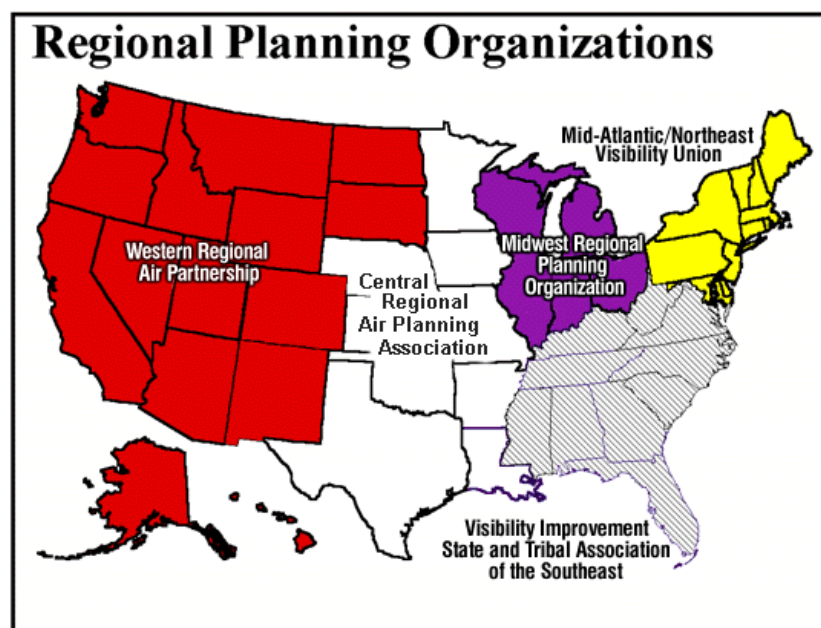 Regional Planning Organizations
Mid-Atlantic/Northeast
Visibility Union
Western Regional
Air Partnership
Central
Regional
Air Planning
Association
Midwest Regional
Planning
Organization
Visibility Improvement
State and Tribal Association
of the Southeast